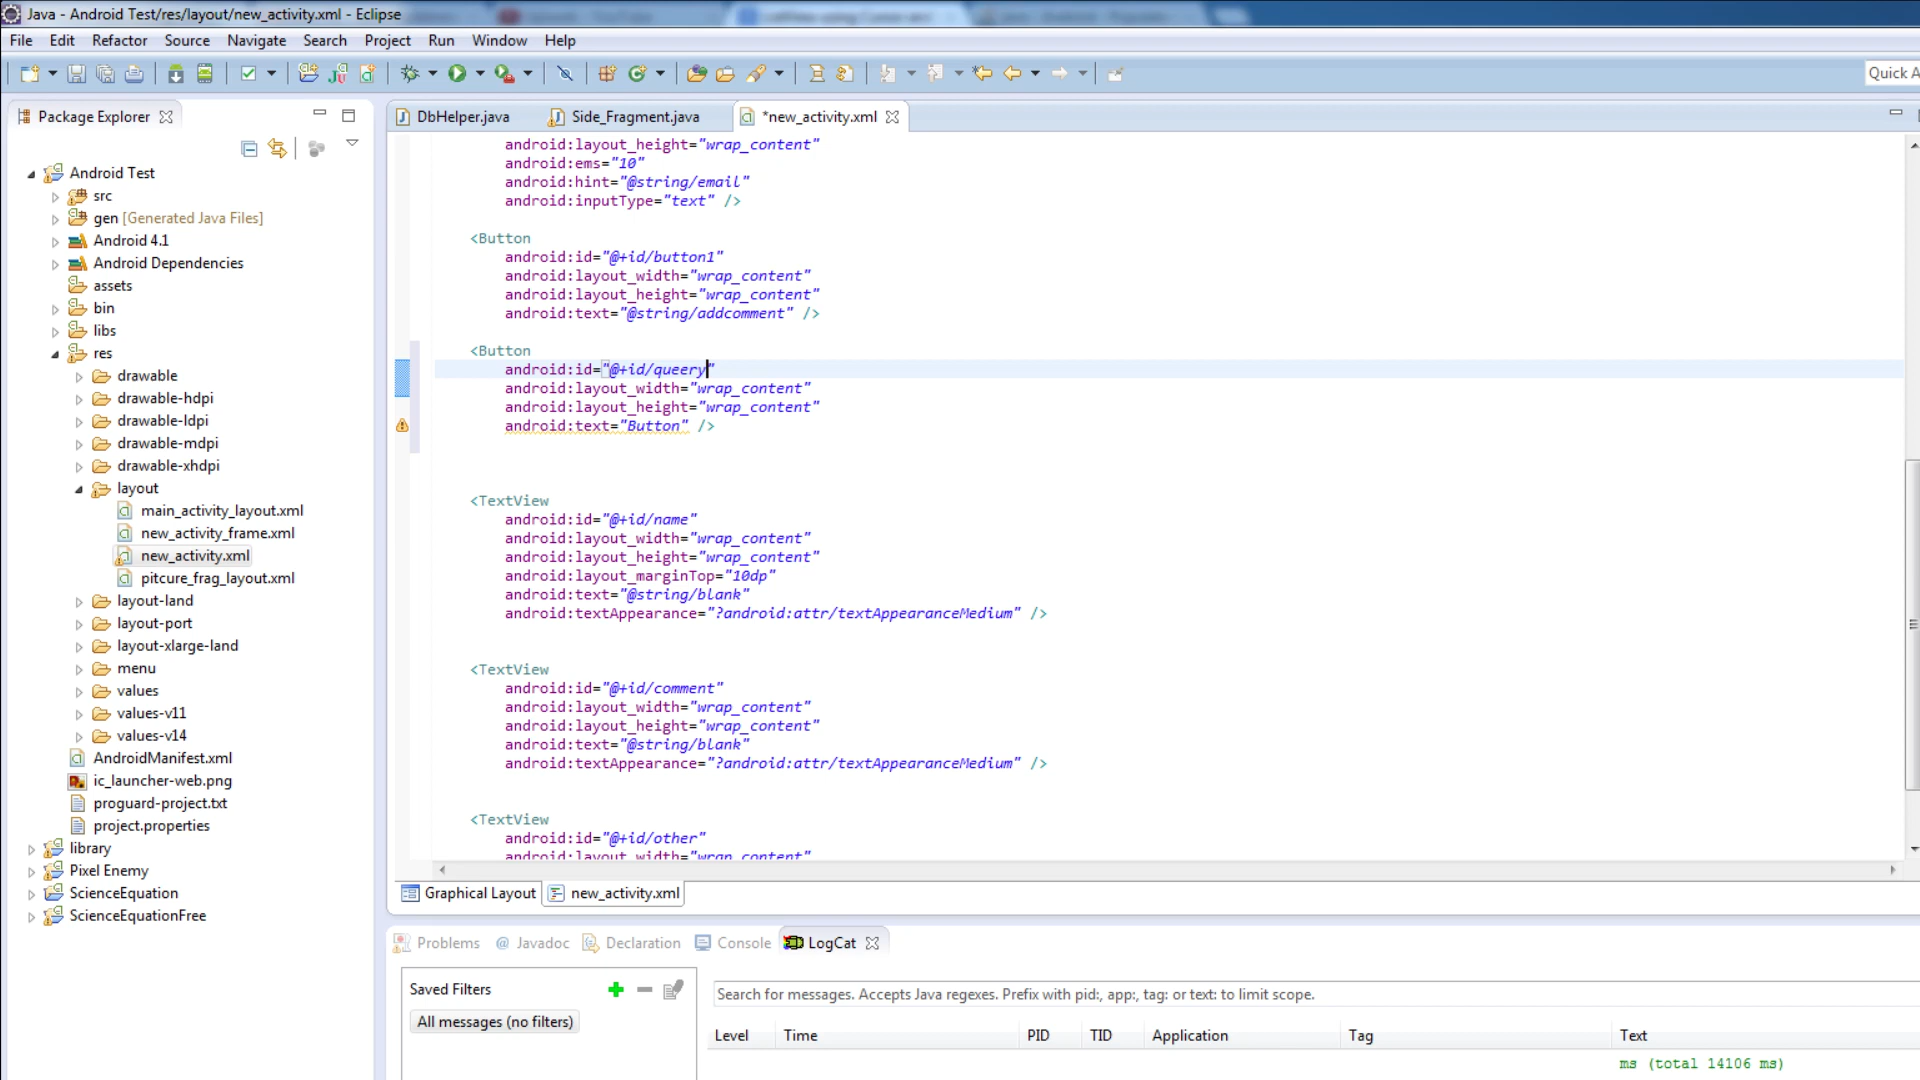 Java - Android Test/res/layout/new_activity.xml - Eclipse
File Edit Refactor Source Navigate Search Project Run Window Help
Quick A
Package Explorer
DbHelper.java Side_Fragment.java *new_activity.xml
Android Test
src
gen [Generated Java Files]
Android 4.1
Android Dependencies
assets
bin
libs
res
drawable
drawable-hdpi
drawable-ldpi
drawable-mdpi
drawable-xhdpi
layout
main_activity_layout.xml
new_activity_frame.xml
new_activity.xml
pitcure_frag_layout.xml
layout-land
layout-port
layout-xlarge-land
menu
values
values-v11
values-v14
AndroidManifest.xml
ic_launcher-web.png
proguard-project.txt
project.properties
library
Pixel Enemy
ScienceEquation
ScienceEquationFree
android:layout_height="wrap_content"
android:ems="10"
android:hint="@string/email"
android:inputType="text" />
<Button
android:id="@+id/button1"
android:layout_width="wrap_content"
android:layout_height="wrap_content"
android:text="@string/addcomment" />
<Button
android:id="@+id/queery"
android:layout_width="wrap_content"
android:layout_height="wrap_content"
android:text="Button" />
<TextView
android:id="@+id/name"
android:layout_width="wrap_content"
android:layout_height="wrap_content"
android:layout_marginTop="10dp"
android:text="@string/blank"
android:textAppearance="?android:attr/textAppearanceMedium" />
<TextView
android:id="@+id/comment"
android:layout_width="wrap_content"
android:layout_height="wrap_content"
android:text="@string/blank"
android:textAppearance="?android:attr/textAppearanceMedium" />
<TextView
android:id="@+id/other"
android:layout_width="wrap_content"
Graphical Layout new_activity.xml
Problems @ Javadoc Declaration Console LogCat
Saved Filters
All messages (no filters)
Search for messages. Accepts Java regexes. Prefix with pid:, app:, tag: or text: to limit scope.
Level Time PID TID Application Tag Text
ms (total 14106 ms)